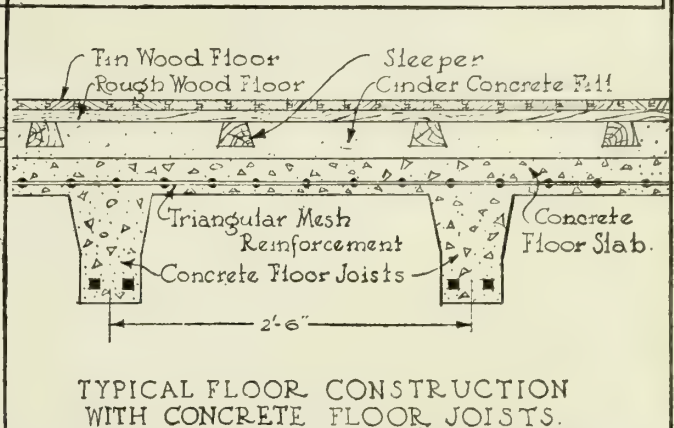 Fin Wood Floor
Rough Wood Floor
Sleeper
Cinder Concrete Fill
Triangular Mesh
Reinforcement
Concrete
Floor Slab.
Concrete Floor Joists
2'-6"
TYPICAL FLOOR CONSTRUCTION
WITH CONCRETE FLOOR JOISTS.